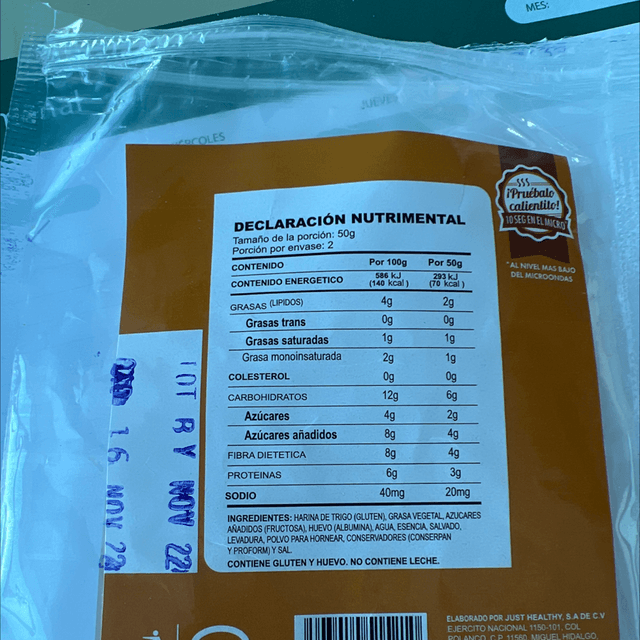 MES:
JUEVES
¡Pruébalo
calientito!
10 SEG EN EL MICRO
*AL NIVEL MAS BAJO
DEL MICROONDAS
DECLARACIÓN NUTRIMENTAL
Tamaño de la porción: 50g
Porción por envase: 2
CONTENIDO Por 100g Por 50g
CONTENIDO ENERGETICO 586 kJ (140 kcal) 293 kJ (70 kcal)
GRASAS (LIPIDOS) 4g 2g
Grasas trans 0g 0g
Grasas saturadas 1g 1g
Grasa monoinsaturada 2g 1g
COLESTEROL 0g 0g
CARBOHIDRATOS 12g 6g
Azúcares 4g 2g
Azúcares añadidos 8g 4g
FIBRA DIETETICA 8g 4g
PROTEINAS 6g 3g
SODIO 40mg 20mg
INGREDIENTES: HARINA DE TRIGO (GLUTEN), GRASA VEGETAL, AZUCARES
AÑADIDOS (FRUCTOSA), HUEVO (ALBUMINA), AGUA, ESENCIA, SALVADO,
LEVADURA, POLVO PARA HORNEAR, CONSERVADORES (CONSERPAN
Y PROFORM) Y SAL.
CONTIENE GLUTEN Y HUEVO. NO CONTIENE LECHE.
LOT BY NOV 22
16 NOV 22
ELABORADO POR JUST HEALTHY, S.A DE C.V
EJERCITO NACIONAL 1150-101, COL
POLANCO, C.P. 11560, MIGUEL HIDALGO,